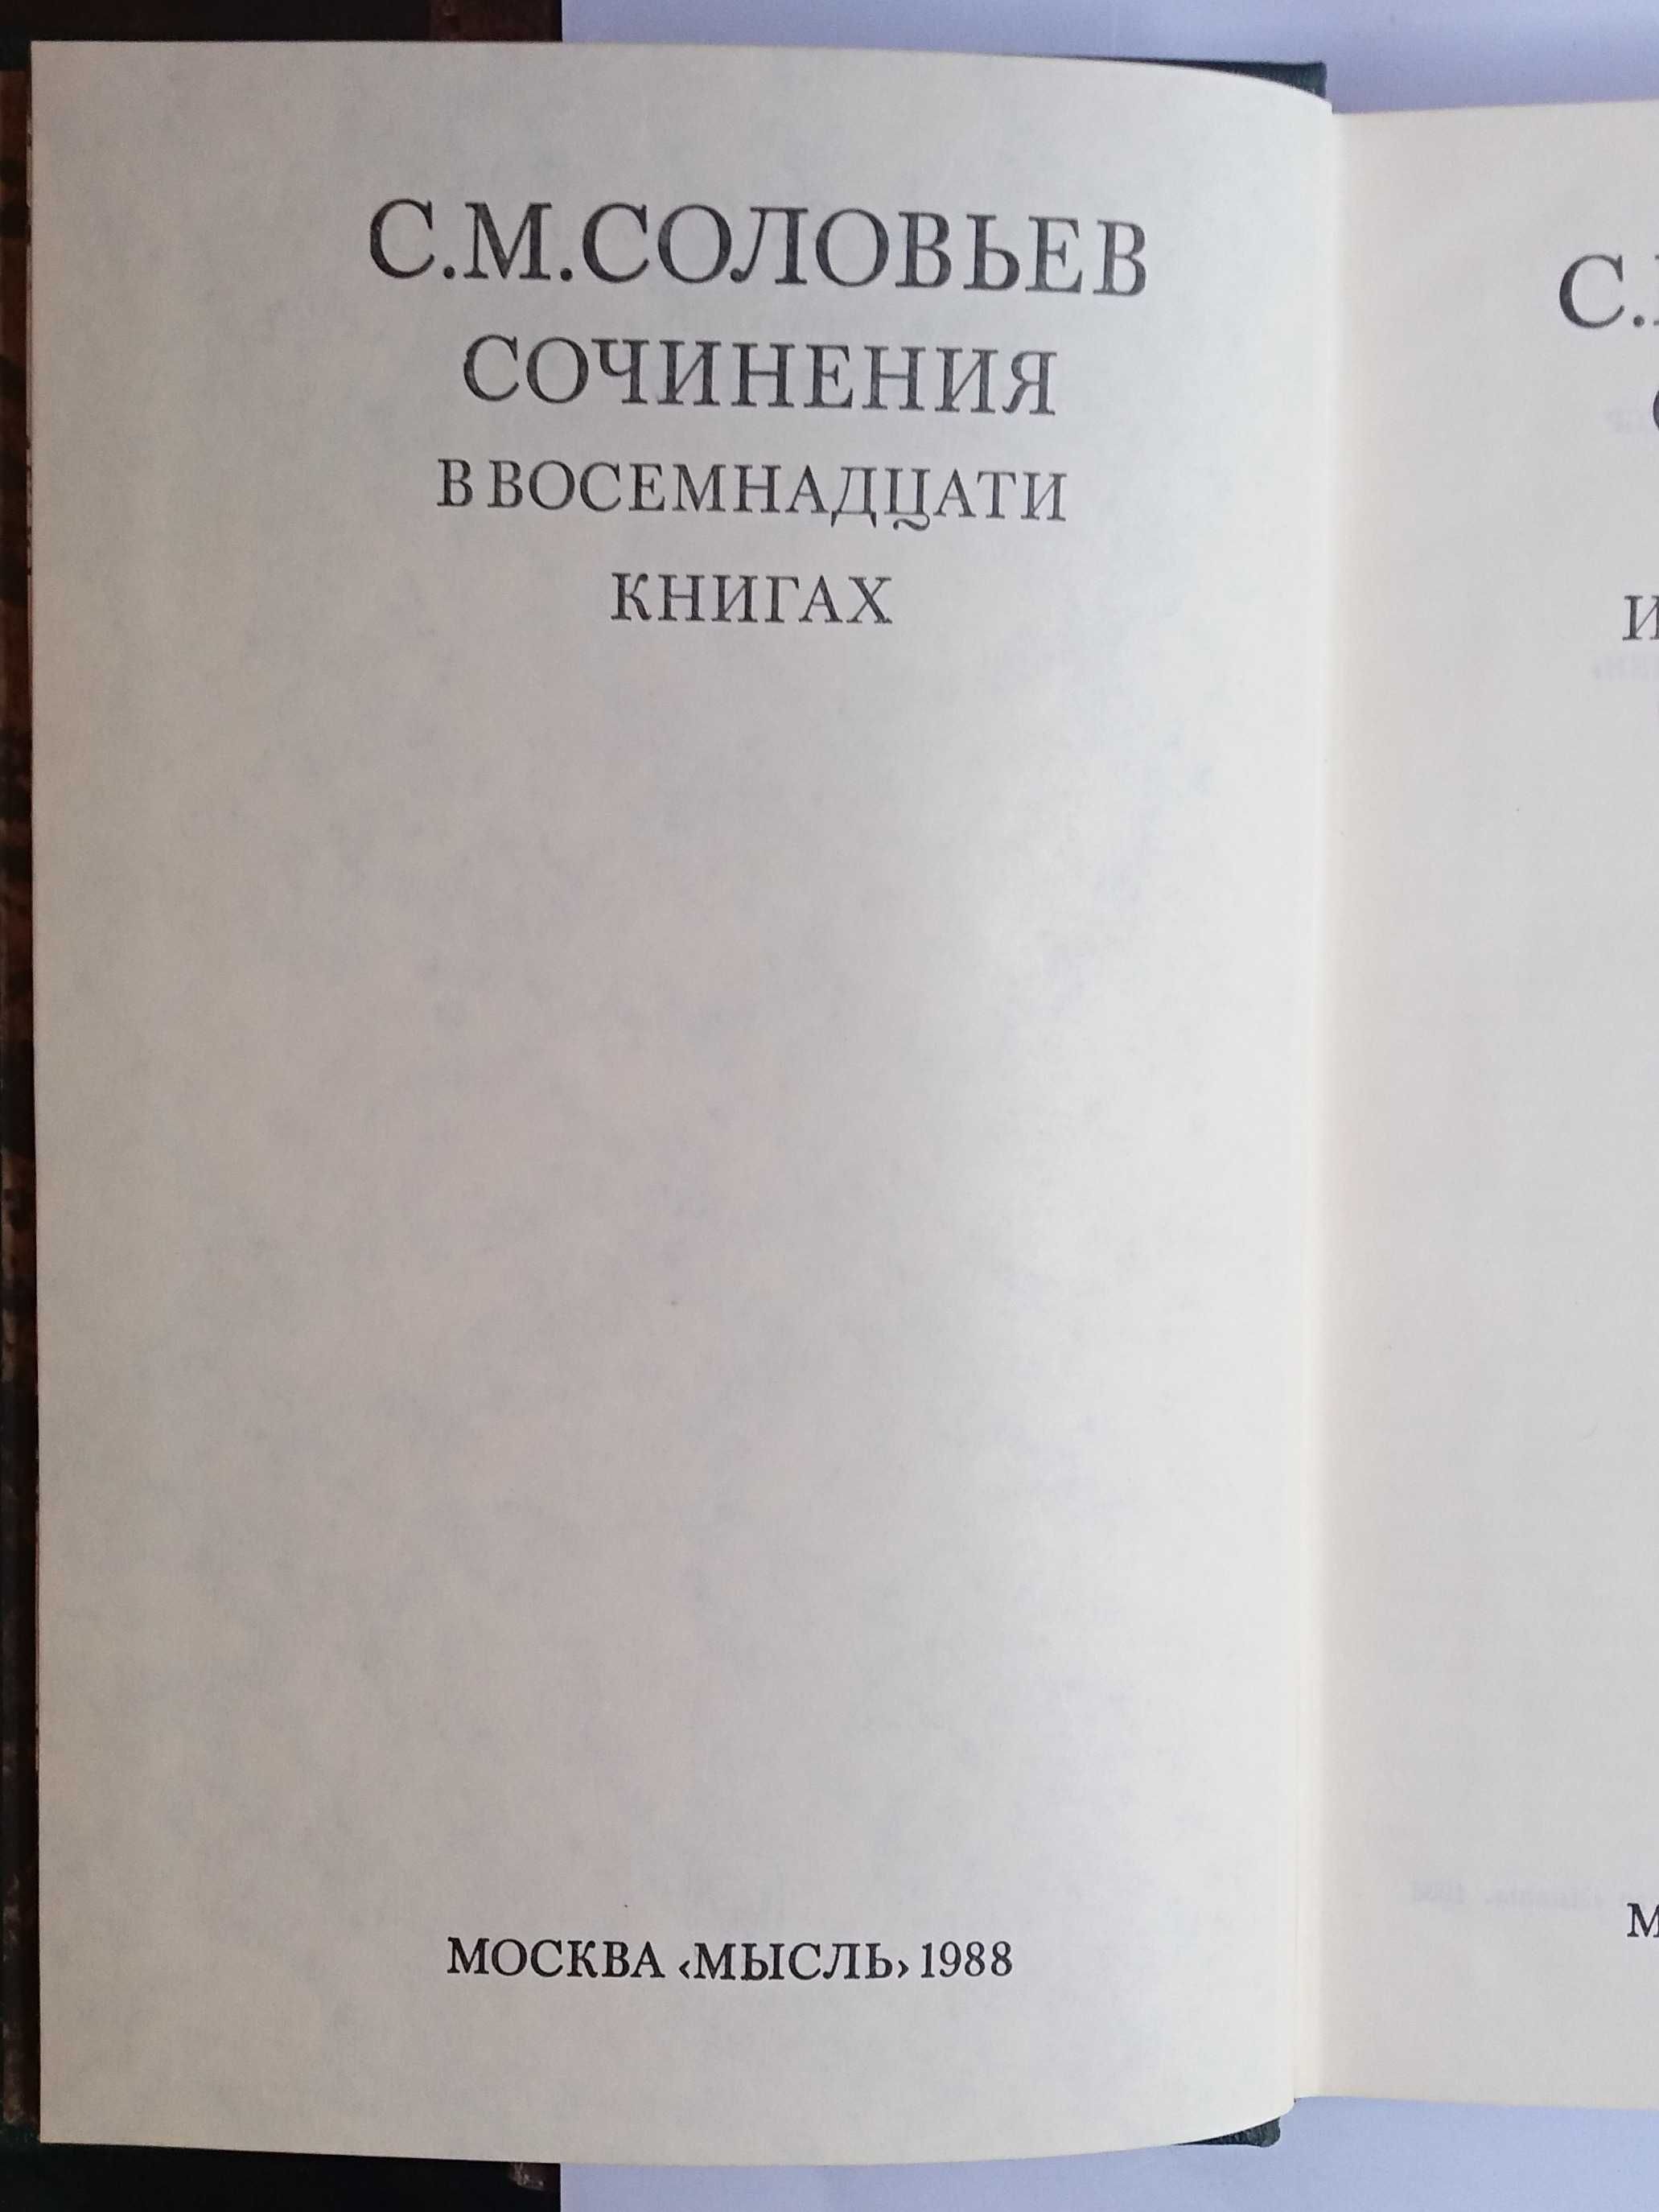 С.М.СОЛОВЬЕВ
СОЧИНЕНИЯ
В ВОСЕМНАДЦАТИ
КНИГАХ
МОСКВА ‹МЫСЛЬ› 1988
С.
И
М